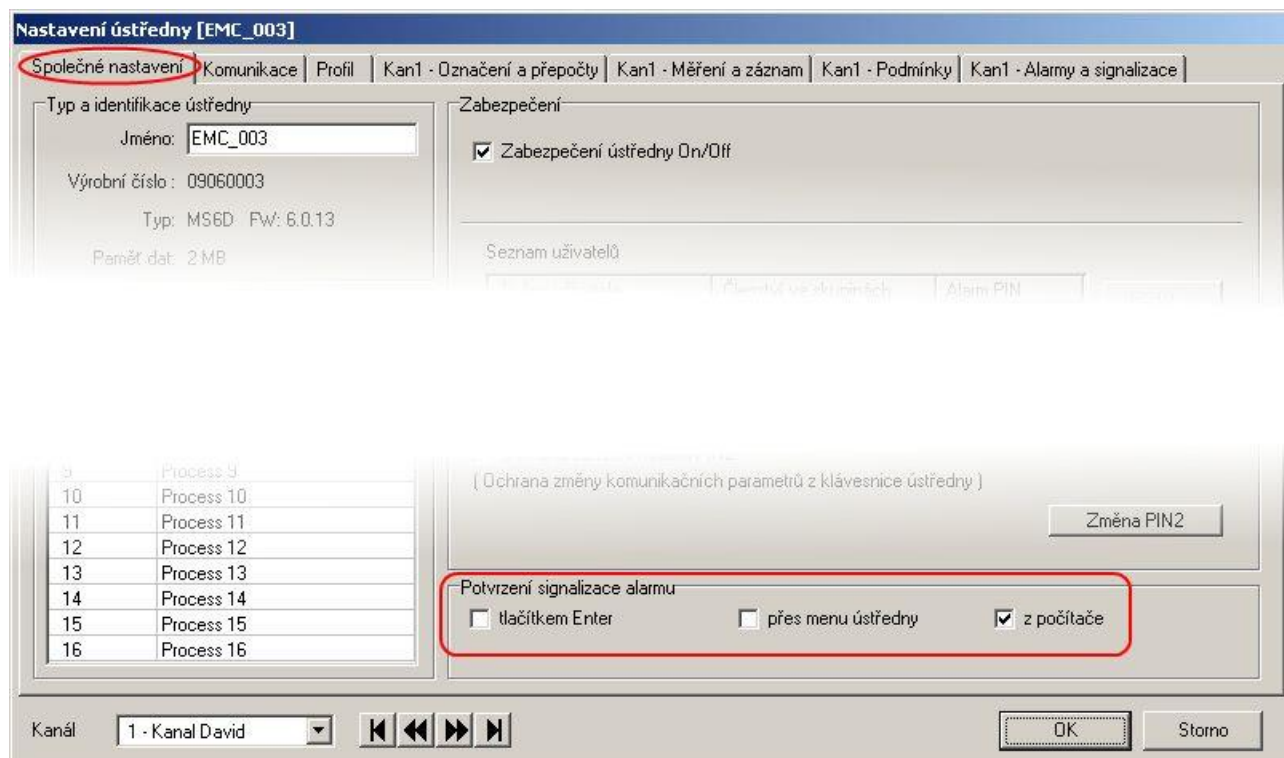 Nastavení ústředny [EMC_003]
Společné nastavení Komunikace Profil Kan1 - Označení a přepočty Kan1 - Měření a záznam Kan1 - Podmínky Kan1 - Alarmy a signalizace
Typ a identifikace ústředny
Jméno: EMC_003
Výrobní číslo : 09060003
Typ: MS6D FW: 6.0.13
Paměť dat: 2 MB
Zabezpečení
Zabezpečení ústředny On/Off
Seznam uživatelů
Členství ve skupinách Alarm PIN
9 Process 9
10 Process 10
11 Process 11
12 Process 12
13 Process 13
14 Process 14
15 Process 15
16 Process 16
( Ochrana změny komunikačních parametrů z klávesnice ústředny )
Změna PIN2
Potvrzení signalizace alarmu
tlačítkem Enter přes menu ústředny z počítače
Kanál 1 - Kanal David OK Storno